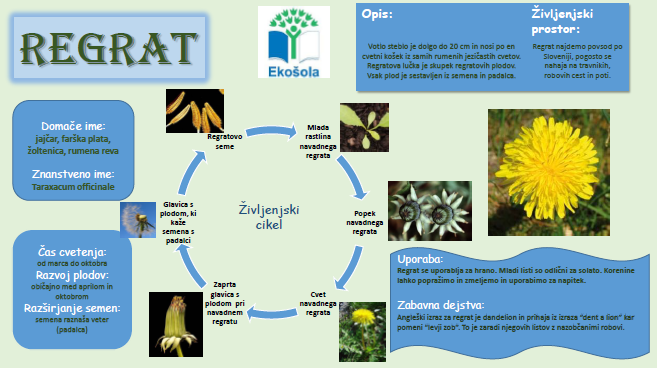 REGRAT
Ekošola
Opis:
Votlo steblo je dolgo do 20 cm in nosi po en
cvetni košek iz samih rumenih jezičastih cvetov.
Regratova lučka je skupek regratovih plodov.
Vsak plod je sestavljen iz semena in padalca.
Življenjski
prostor:
Regrat najdemo povsod po
Sloveniji, pogosto se
nahaja na travnikih,
robovih cest in poti.
Domače ime:
jajčar, farška plata,
žoltenica, rumena reva
Znanstveno ime:
Taraxacum officinale
Čas cvetenja:
od marca do oktobra
Razvoj plodov:
običajno med aprilom in
oktobrom
Razširjanje semen:
semena raznaša veter
(padalca)
Življenjski
cikel
Regratovo
seme
Mlada
rastlina
navadnega
regrata
Popek
navadnega
regrata
Cvet
navadnega
regrata
Zaprta
glavica s
plodom pri
navadnem
regratu
Glavica s
plodom, ki
kaže
semena s
padalci
Uporaba:
Regrat se uporablja za hrano. Mladi listi so odlični za solato. Korenine
lahko popražimo in zmeljemo in uporabimo za napitek.
Zabavna dejstva:
Angleški izraz za regrat je dandelion in prihaja iz izraza “dent a lion” kar
pomeni “levji zob”. To je zaradi njegovih listov z nazobčanimi robovi.